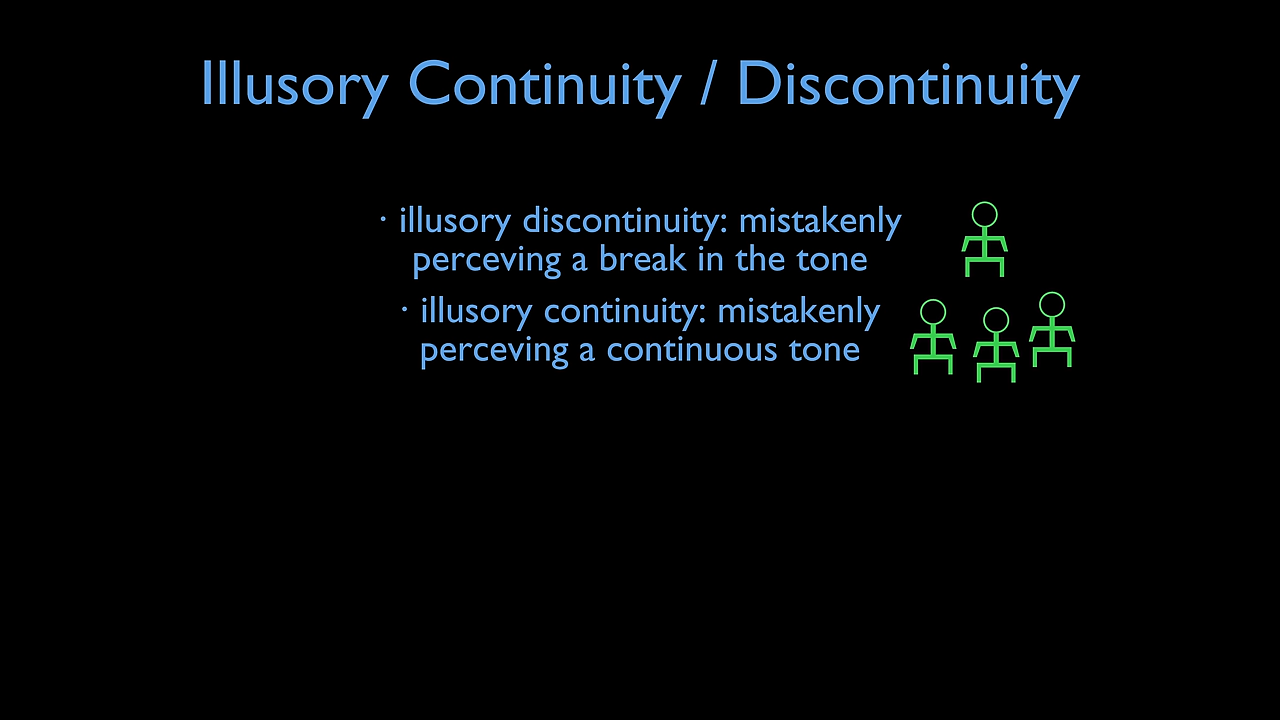 Illusory Continuity / Discontinuity
· illusory discontinuity: mistakenly
perceving a break in the tone
· illusory continuity: mistakenly
perceving a continuous tone